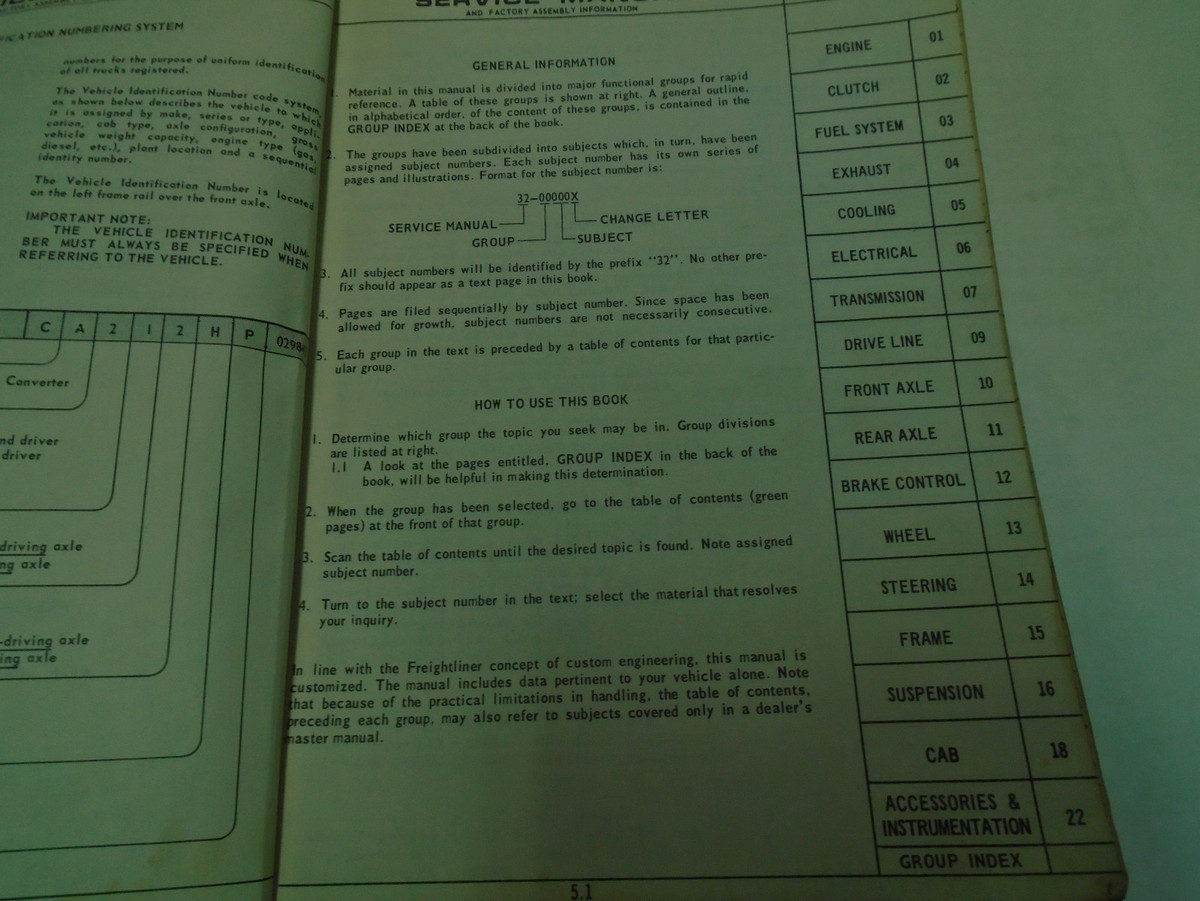 AND FACTORY ASSEMBLY INFORMATION
NUMBERING SYSTEM
numbers for the purpose of uniform identification
of all trucks registered.
The Vehicle Identification Number code system
as shown below describes the vehicle to which
it is assigned by make, series or type, appli-
cation, cab type, axle configuration, gross
vehicle weight capacity, engine type (gas,
diesel, etc.), plant location and a sequential
identity number.
The Vehicle Identification Number is located
on the left frame rail over the front axle.
IMPORTANT NOTE:
THE VEHICLE IDENTIFICATION NUM-
BER MUST ALWAYS BE SPECIFIED WHEN
REFERRING TO THE VEHICLE.
C A 2 1 2 H P 0298
Converter
driver
driver
driving axle
axle
-driving axle
axle
GENERAL INFORMATION
1. Material in this manual is divided into major functional groups for rapid
reference. A table of these groups is shown at right. A general outline,
in alphabetical order, of the content of these groups, is contained in the
GROUP INDEX at the back of the book.
2. The groups have been subdivided into subjects which, in turn, have been
assigned subject numbers. Each subject number has its own series of
pages and illustrations. Format for the subject number is:
32-00000X
SERVICE MANUAL CHANGE LETTER
GROUP SUBJECT
3. All subject numbers will be identified by the prefix "32". No other pre-
fix should appear as a text page in this book.
4. Pages are filed sequentially by subject number. Since space has been
allowed for growth, subject numbers are not necessarily consecutive.
5. Each group in the text is preceded by a table of contents for that partic-
ular group.
HOW TO USE THIS BOOK
1. Determine which group the topic you seek may be in. Group divisions
are listed at right.
1.1 A look at the pages entitled, GROUP INDEX in the back of the
book, will be helpful in making this determination.
2. When the group has been selected, go to the table of contents (green
pages) at the front of that group.
3. Scan the table of contents until the desired topic is found. Note assigned
subject number.
4. Turn to the subject number in the text; select the material that resolves
your inquiry.
In line with the Freightliner concept of custom engineering, this manual is
customized. The manual includes data pertinent to your vehicle alone. Note
that because of the practical limitations in handling, the table of contents,
preceding each group, may also refer to subjects covered only in a dealer's
master manual.
ENGINE 01
CLUTCH 02
FUEL SYSTEM 03
EXHAUST 04
COOLING 05
ELECTRICAL 06
TRANSMISSION 07
DRIVE LINE 09
FRONT AXLE 10
REAR AXLE 11
BRAKE CONTROL 12
WHEEL 13
STEERING 14
FRAME 15
SUSPENSION 16
CAB 18
ACCESSORIES &
INSTRUMENTATION 22
GROUP INDEX
5.1